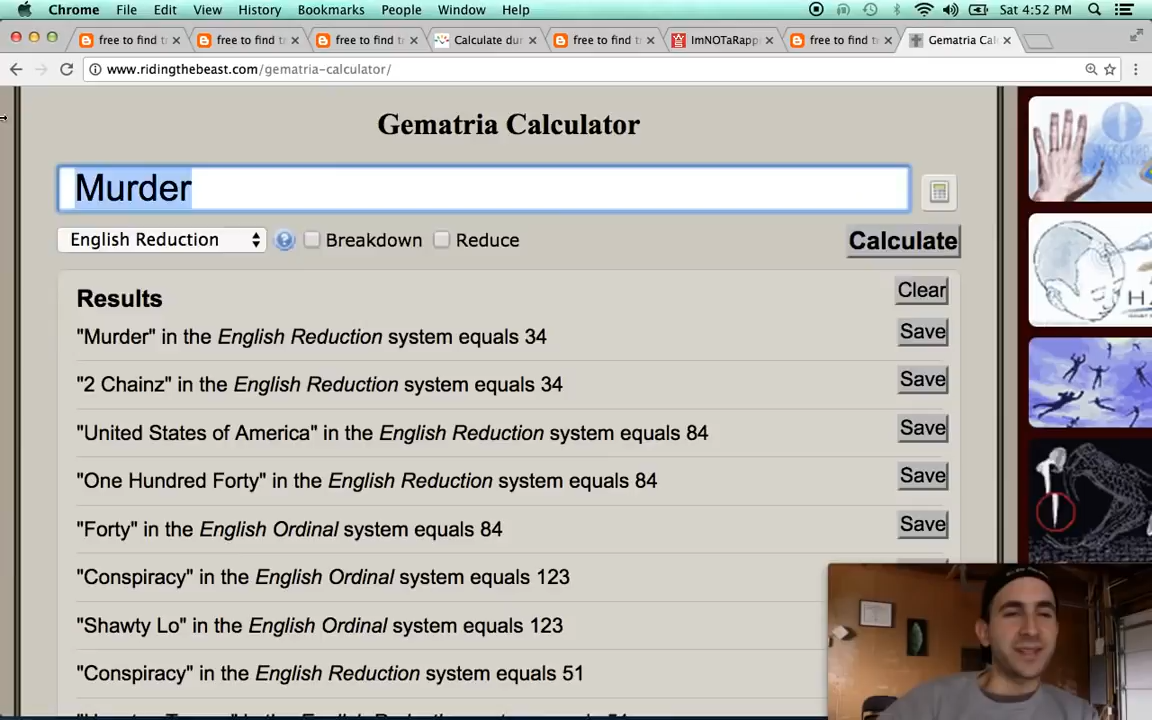 Chrome File Edit View History Bookmarks People Window Help Sat 4:52 PM
free to find t free to find t free to find t Calculate du free to find t ImNOTaRapp free to find t Gematria Cal
www.ridingthebeast.com/gematria-calculator/
Gematria Calculator
Murder
English Reduction Breakdown Reduce Calculate
Results Clear
"Murder" in the English Reduction system equals 34 Save
"2 Chainz" in the English Reduction system equals 34 Save
"United States of America" in the English Reduction system equals 84 Save
"One Hundred Forty" in the English Reduction system equals 84 Save
"Forty" in the English Ordinal system equals 84 Save
"Conspiracy" in the English Ordinal system equals 123
"Shawty Lo" in the English Ordinal system equals 123
"Conspiracy" in the English Reduction system equals 51